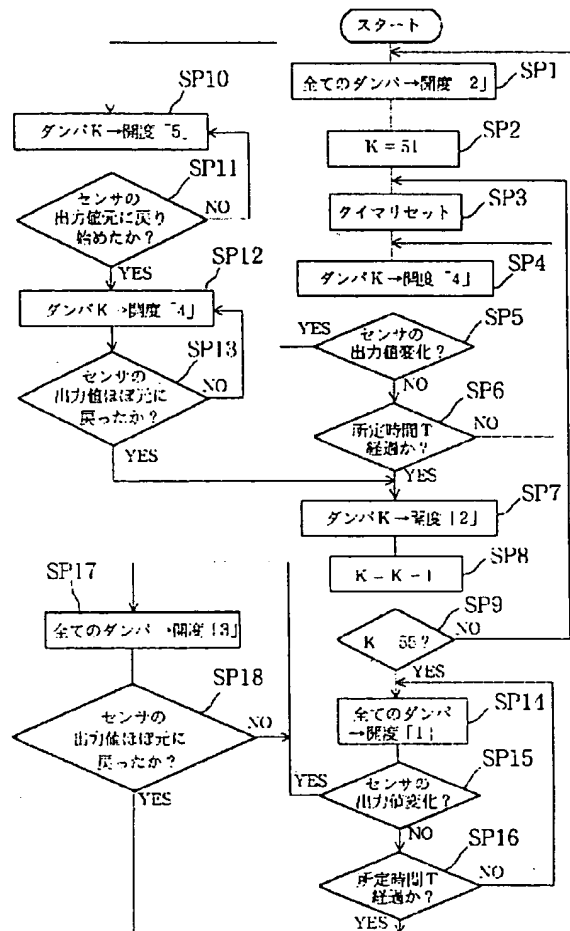 スタート
SP1
全てのダンパ→開度「2」
SP2
K = 51
SP3
タイマリセット
SP4
ダンパK→開度「4」
SP5
センサの
出力値変化?
YES
NO
SP6
所定時間T
経過か?
NO
YES
SP7
ダンパK→開度「2」
SP8
SP9
K 55?
NO
YES
SP14
全てのダンパ
→開度「1」
SP15
センサの
出力値変化?
YES
NO
SP16
所定時間T
経過か?
NO
YES
SP10
ダンパK→開度「5」
SP11
センサの
出力値元に戻り
始めたか?
NO
YES
SP12
ダンパK→開度「4」
SP13
センサの
出力値ほぼ元に
戻ったか?
NO
YES
SP17
全てのダンパ→開度「3」
SP18
センサの
出力値ほぼ元に
戻ったか?
NO
YES